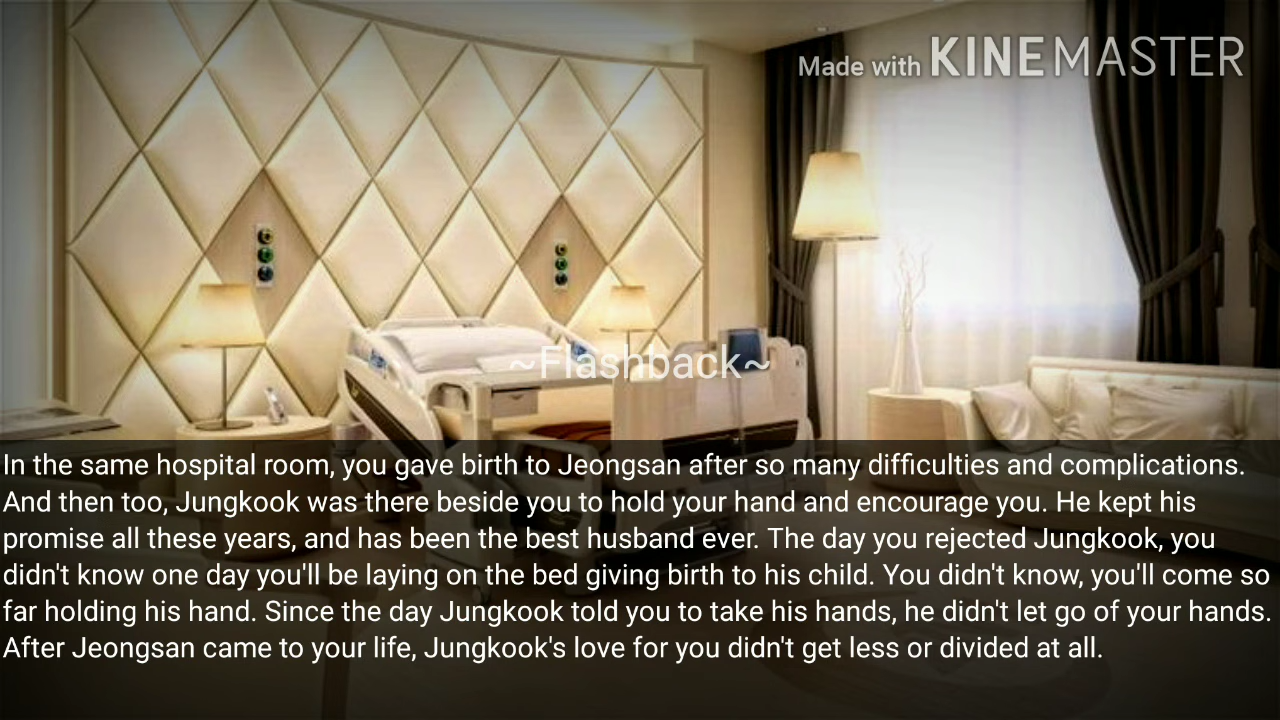 Made with KINEMASTER
~Flashback~
In the same hospital room, you gave birth to Jeongsan after so many difficulties and complications.
And then too, Jungkook was there beside you to hold your hand and encourage you. He kept his
promise all these years, and has been the best husband ever. The day you rejected Jungkook, you
didn't know one day you'll be laying on the bed giving birth to his child. You didn't know, you'll come so
far holding his hand. Since the day Jungkook told you to take his hands, he didn't let go of your hands.
After Jeongsan came to your life, Jungkook's love for you didn't get less or divided at all.